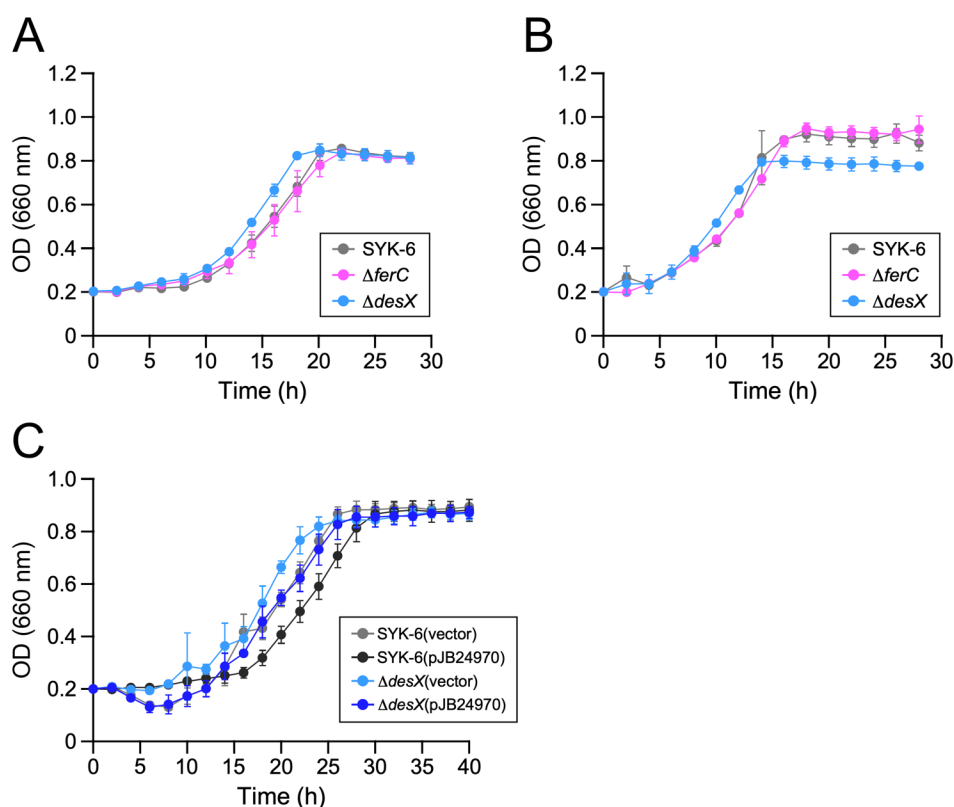 A
OD (660 nm)
1.2
1.0
0.8
0.6
0.4
0.2
0
0 5 10 15 20 25 30
Time (h)
SYK-6
ΔferC
ΔdesX
B
OD (660 nm)
1.2
1.0
0.8
0.6
0.4
0.2
0
0 5 10 15 20 25 30
Time (h)
SYK-6
ΔferC
ΔdesX
C
OD (660 nm)
1.0
0.8
0.6
0.4
0.2
0
0 5 10 15 20 25 30 35 40
Time (h)
SYK-6(vector)
SYK-6(pJB24970)
ΔdesX(vector)
ΔdesX(pJB24970)